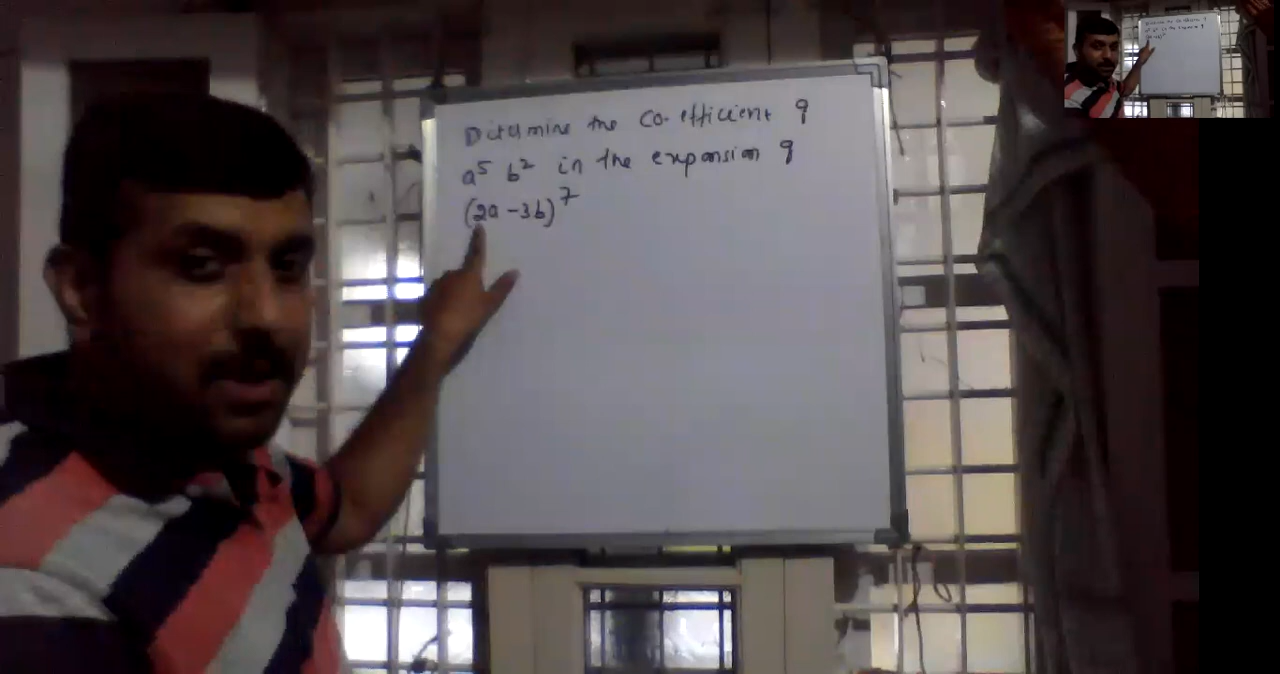 Determine the co-efficient of
a⁵ b² in the expansion of
(2a - 3b)⁷